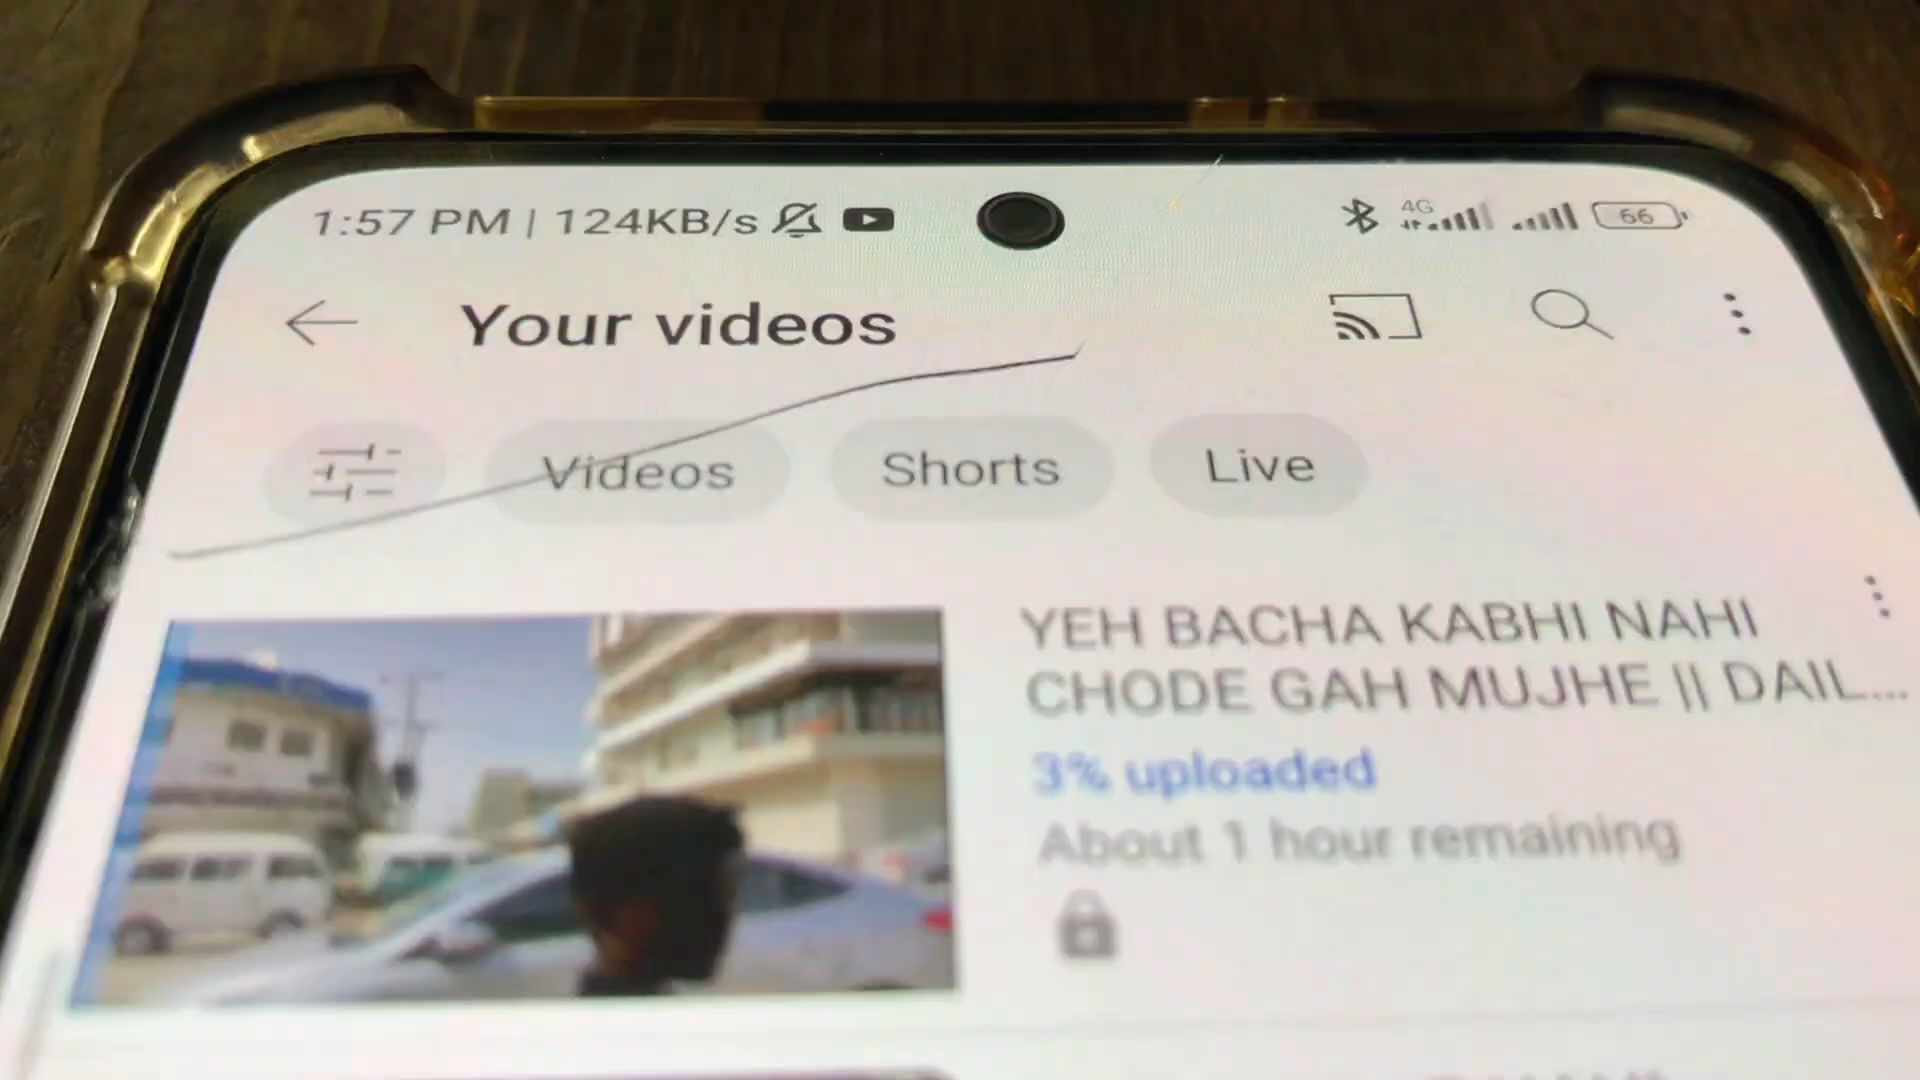 1:57 PM | 124KB/s
4G
66
Your videos
Videos
Shorts
Live
YEH BACHA KABHI NAHI
CHODE GAH MUJHE || DAIL...
3% uploaded
About 1 hour remaining